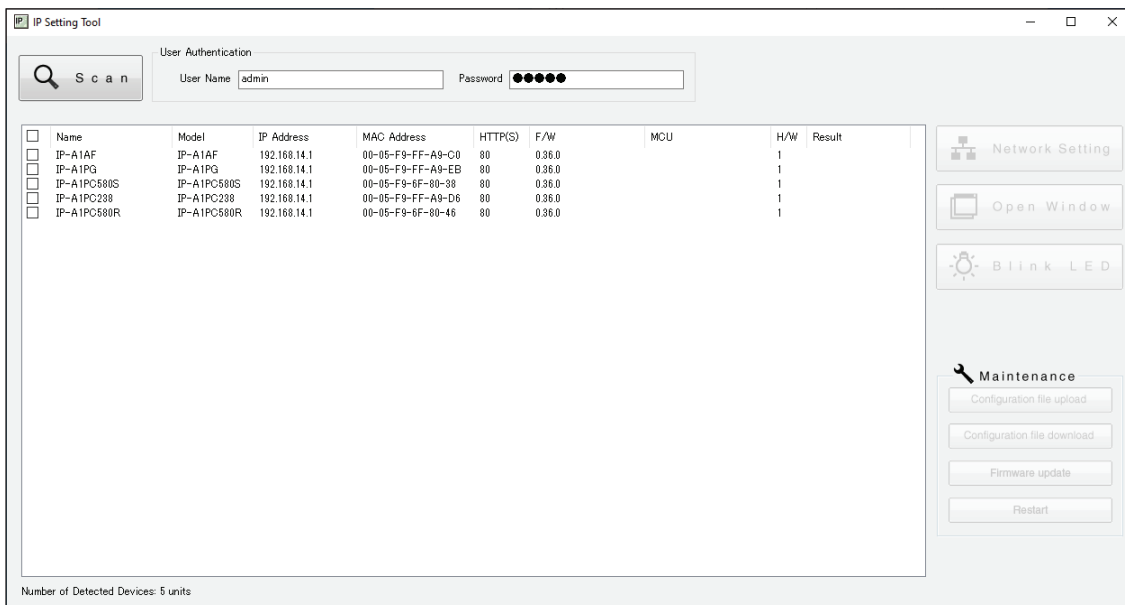 IP Setting Tool
User Authentication
Scan
User Name admin Password ●●●●●
Name Model IP Address MAC Address HTTP(S) F/W MCU H/W Result
IP-A1AF IP-A1AF 192.168.14.1 00-05-F9-FF-A9-C0 80 0.36.0 1
IP-A1PG IP-A1PG 192.168.14.1 00-05-F9-FF-A9-EB 80 0.36.0 1
IP-A1PC580S IP-A1PC580S 192.168.14.1 00-05-F9-6F-80-38 80 0.36.0 1
IP-A1PC238 IP-A1PC238 192.168.14.1 00-05-F9-FF-A9-D6 80 0.36.0 1
IP-A1PC580R IP-A1PC580R 192.168.14.1 00-05-F9-6F-80-46 80 0.36.0 1
Network Setting
Open Window
Blink LED
Maintenance
Configuration file upload
Configuration file download
Firmware update
Restart
Number of Detected Devices: 5 units